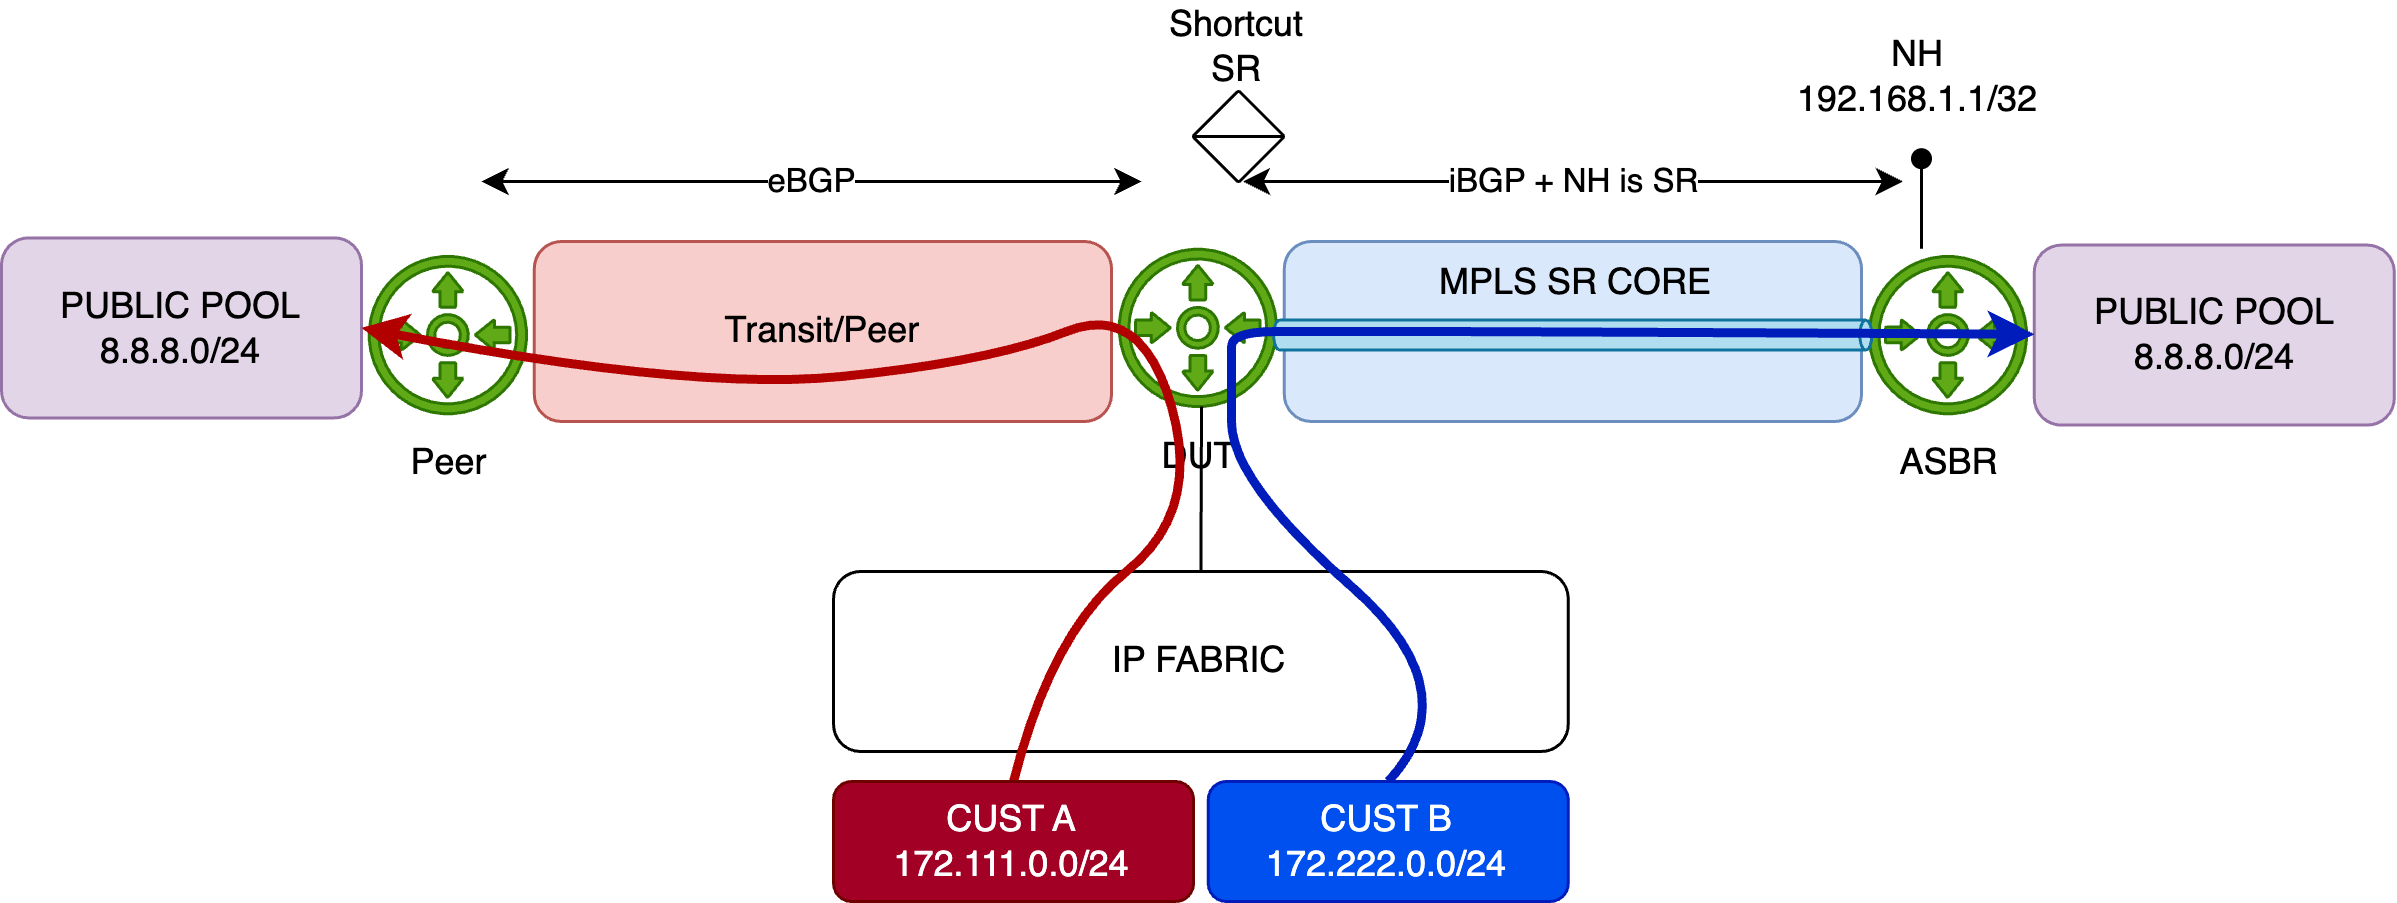 Shortcut
SR
NH
192.168.1.1/32
eBGP
iBGP + NH is SR
PUBLIC POOL
8.8.8.0/24
Transit/Peer
MPLS SR CORE
PUBLIC POOL
8.8.8.0/24
Peer
DUT
ASBR
IP FABRIC
CUST A
172.111.0.0/24
CUST B
172.222.0.0/24